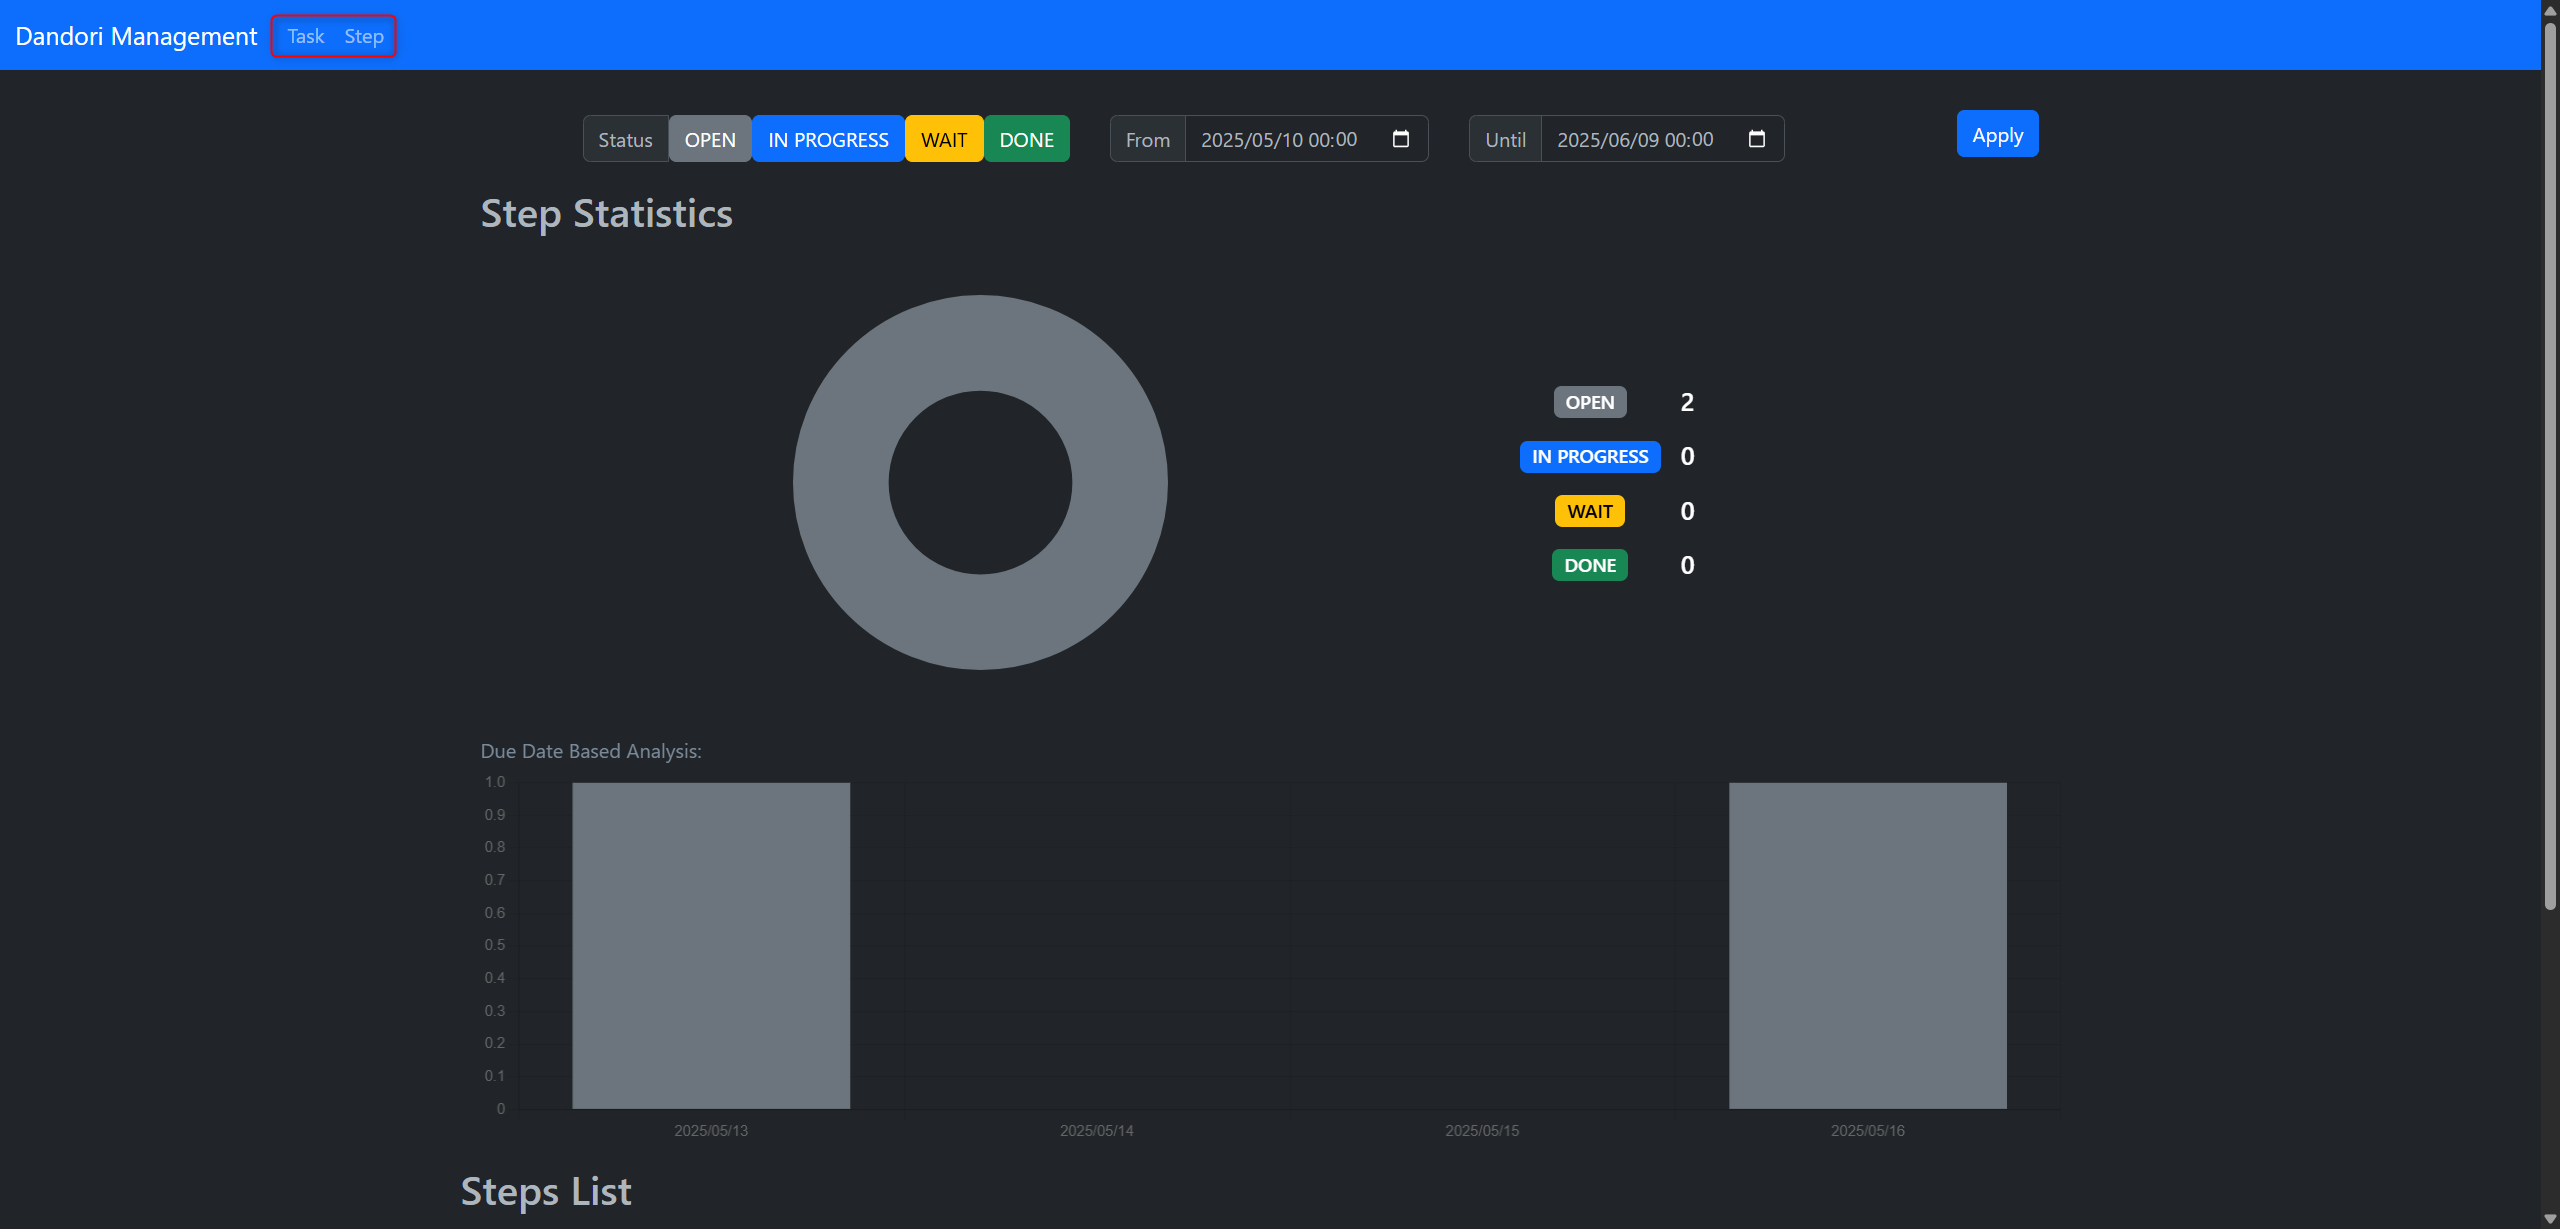 Dandori Management Task Step
Status OPEN IN PROGRESS WAIT DONE From 2025/05/10 00:00 Until 2025/06/09 00:00 Apply
Step Statistics
OPEN 2
IN PROGRESS 0
WAIT 0
DONE 0
Due Date Based Analysis:
1.0
0.9
0.8
0.7
0.6
0.5
0.4
0.3
0.2
0.1
0
2025/05/13 2025/05/14 2025/05/15 2025/05/16
Steps List